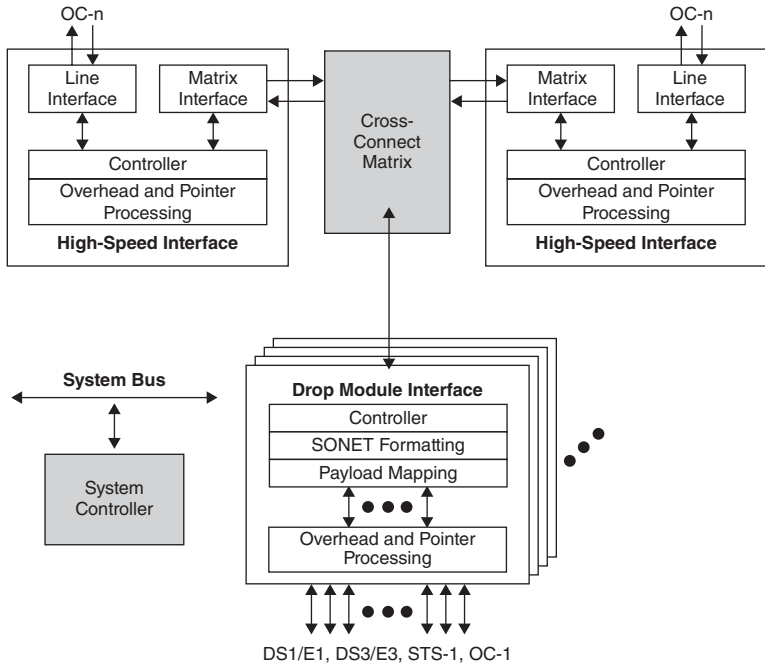 OC-n
Line
Interface
Matrix
Interface
Controller
Overhead and Pointer
Processing
High-Speed Interface
Cross-
Connect
Matrix
OC-n
Matrix
Interface
Line
Interface
Controller
Overhead and Pointer
Processing
High-Speed Interface
System Bus
System
Controller
Drop Module Interface
Controller
SONET Formatting
Payload Mapping
Overhead and Pointer
Processing
DS1/E1, DS3/E3, STS-1, OC-1